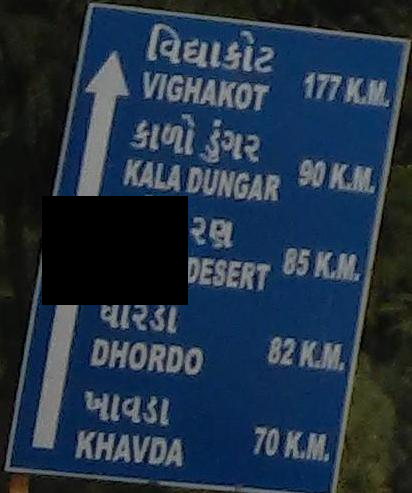 વિઘાકોટ
VIGHAKOT 177 K.M.
કાળો ડુંગર
KALA DUNGAR 90 K.M.
રણ
DESERT 85 K.M.
ધોરડો
DHORDO 82 K.M.
ખાવડા
KHAVDA 70 K.M.